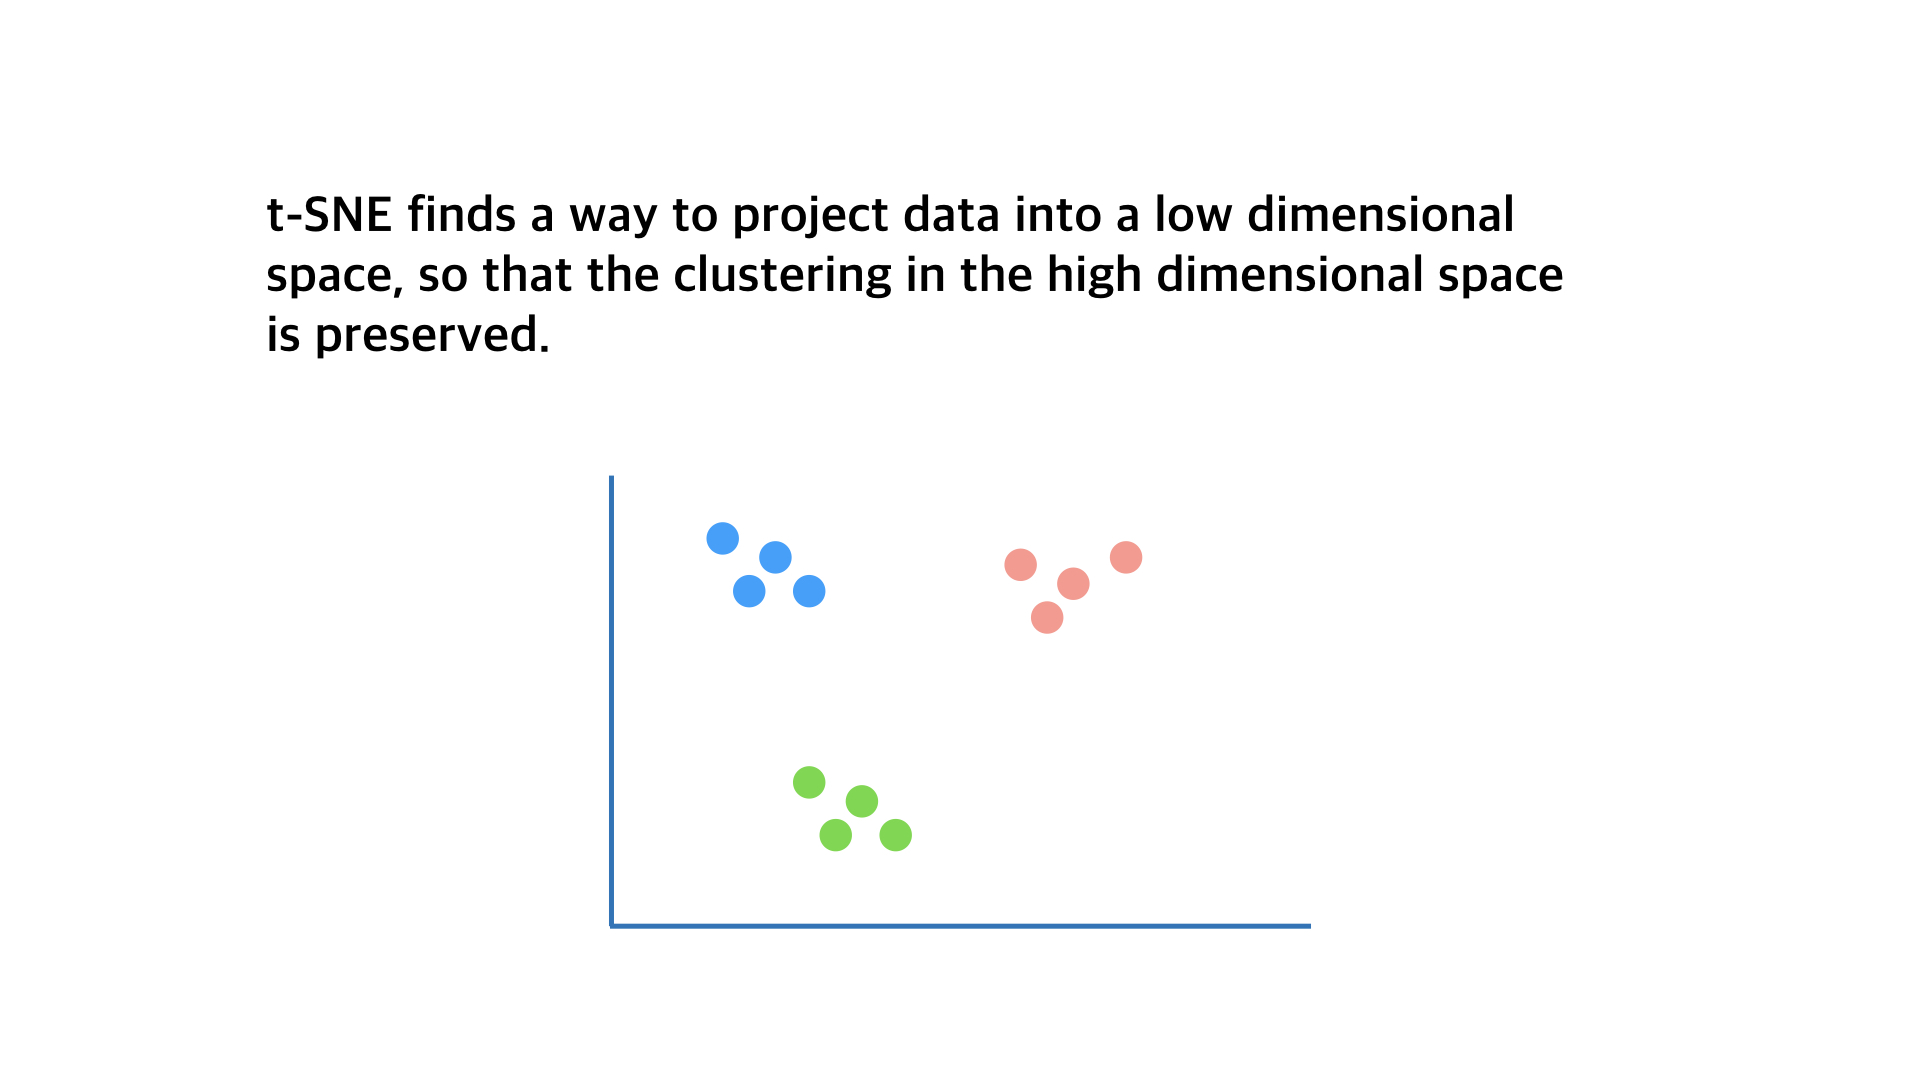 t-SNE finds a way to project data into a low dimensional
space, so that the clustering in the high dimensional space
is preserved.